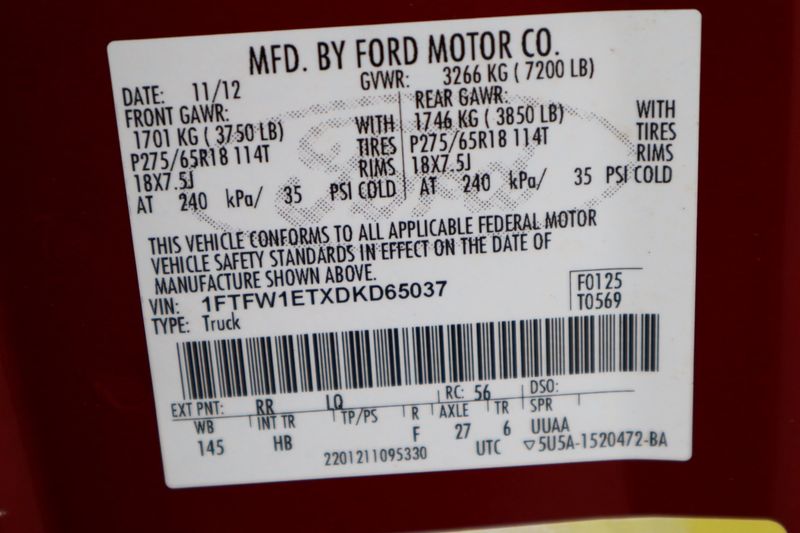 MFD. BY FORD MOTOR CO.
DATE: 11/12 GVWR: 3266 KG ( 7200 LB)
FRONT GAWR: REAR GAWR:
1701 KG ( 3750 LB) WITH 1746 KG ( 3850 LB) WITH
P275/65R18 114T TIRES P275/65R18 114T TIRES
18X7.5J RIMS 18X7.5J RIMS
AT 240 kPa/ 35 PSI COLD AT 240 kPa/ 35 PSI COLD
Ford
THIS VEHICLE CONFORMS TO ALL APPLICABLE FEDERAL MOTOR
VEHICLE SAFETY STANDARDS IN EFFECT ON THE DATE OF
MANUFACTURE SHOWN ABOVE.
VIN: 1FTFW1ETXDKD65037 F0125
TYPE: Truck T0569
EXT PNT: RR LQ RC: 56 DSO:
WB INT TR TP/PS R AXLE TR SPR
145 HB F 27 6 UUAA
2201211095330 UTC ▽5U5A-1520472-BA